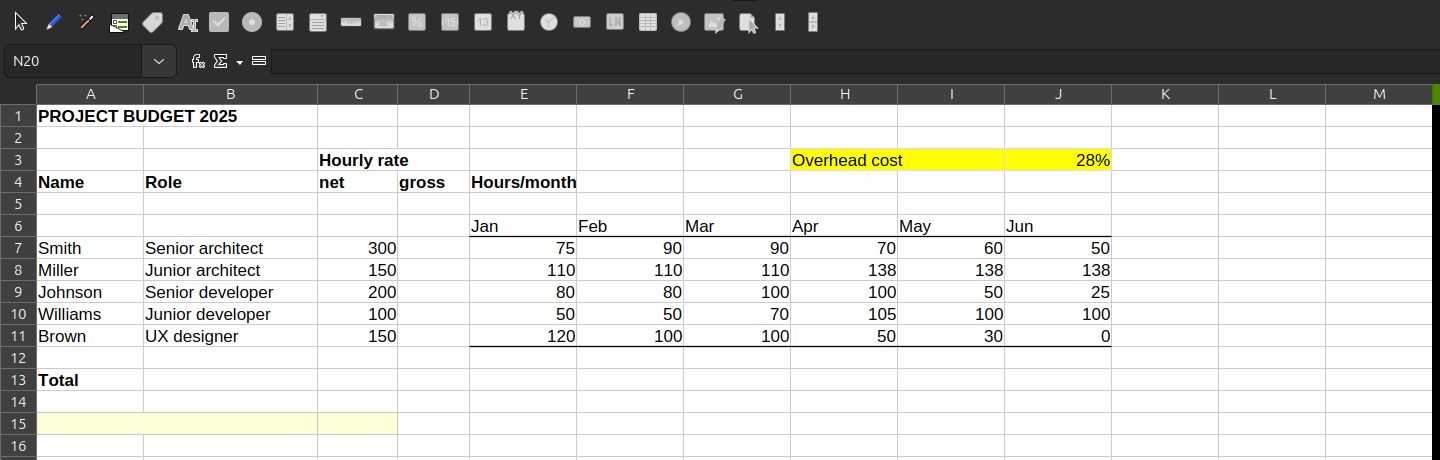 N20
A B C D E F G H I J K L M
1 PROJECT BUDGET 2025
2
3 Hourly rate Overhead cost 28%
4 Name Role net gross Hours/month
5
6 Jan Feb Mar Apr May Jun
7 Smith Senior architect 300 75 90 90 70 60 50
8 Miller Junior architect 150 110 110 110 138 138 138
9 Johnson Senior developer 200 80 80 100 100 50 25
10 Williams Junior developer 100 50 50 70 105 100 100
11 Brown UX designer 150 120 100 100 50 30 0
12
13 Total
14
15
16